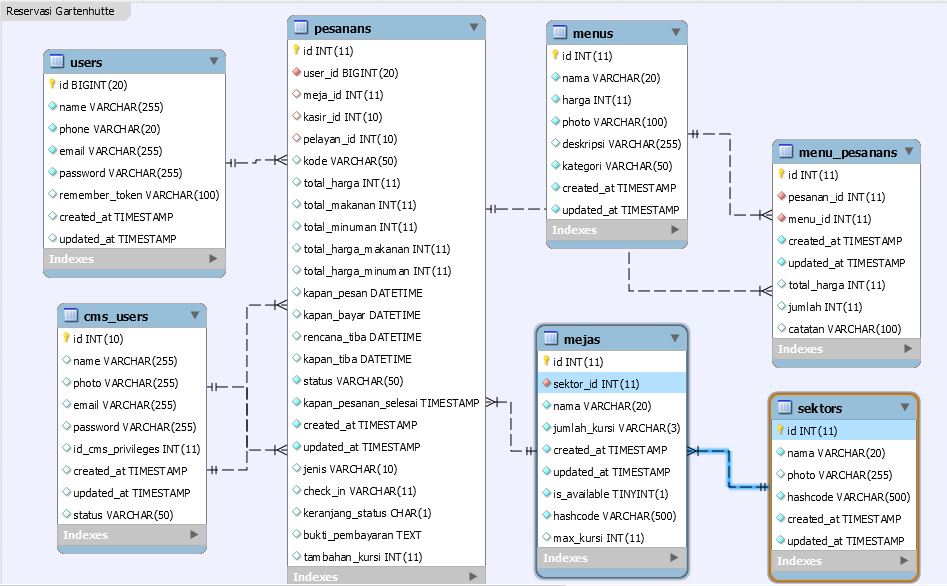 Reservasi Gartenhutte
users
id BIGINT(20)
name VARCHAR(255)
phone VARCHAR(20)
email VARCHAR(255)
password VARCHAR(255)
remember_token VARCHAR(100)
created_at TIMESTAMP
updated_at TIMESTAMP
Indexes
cms_users
id INT(10)
name VARCHAR(255)
photo VARCHAR(255)
email VARCHAR(255)
password VARCHAR(255)
id_cms_privileges INT(11)
created_at TIMESTAMP
updated_at TIMESTAMP
status VARCHAR(50)
Indexes
pesanans
id INT(11)
user_id BIGINT(20)
meja_id INT(11)
kasir_id INT(10)
pelayan_id INT(10)
kode VARCHAR(50)
total_harga INT(11)
total_makanan INT(11)
total_minuman INT(11)
total_harga_makanan INT(11)
total_harga_minuman INT(11)
kapan_pesan DATETIME
kapan_bayar DATETIME
rencana_tiba DATETIME
kapan_tiba DATETIME
status VARCHAR(50)
kapan_pesanan_selesai TIMESTAMP
created_at TIMESTAMP
updated_at TIMESTAMP
jenis VARCHAR(10)
check_in VARCHAR(11)
keranjang_status CHAR(1)
bukti_pembayaran TEXT
tambahan_kursi INT(11)
Indexes
menus
id INT(11)
nama VARCHAR(20)
harga INT(11)
photo VARCHAR(100)
deskripsi VARCHAR(255)
kategori VARCHAR(50)
created_at TIMESTAMP
updated_at TIMESTAMP
Indexes
mejas
id INT(11)
sektor_id INT(11)
nama VARCHAR(20)
jumlah_kursi VARCHAR(3)
created_at TIMESTAMP
updated_at TIMESTAMP
is_available TINYINT(1)
hashcode VARCHAR(500)
max_kursi INT(11)
Indexes
menu_pesanans
id INT(11)
pesanan_id INT(11)
menu_id INT(11)
created_at TIMESTAMP
updated_at TIMESTAMP
total_harga INT(11)
jumlah INT(11)
catatan VARCHAR(100)
Indexes
sektors
id INT(11)
nama VARCHAR(20)
photo VARCHAR(255)
hashcode VARCHAR(500)
created_at TIMESTAMP
updated_at TIMESTAMP
Indexes